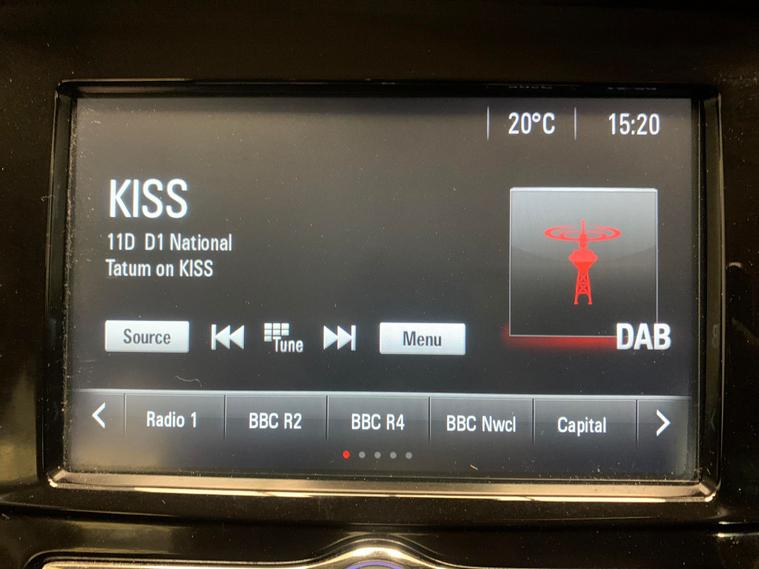 20°C 15:20
KISS
11D D1 National
Tatum on KISS
DAB
Source Tune Menu
Radio 1 BBC R2 BBC R4 BBC Nwcl Capital